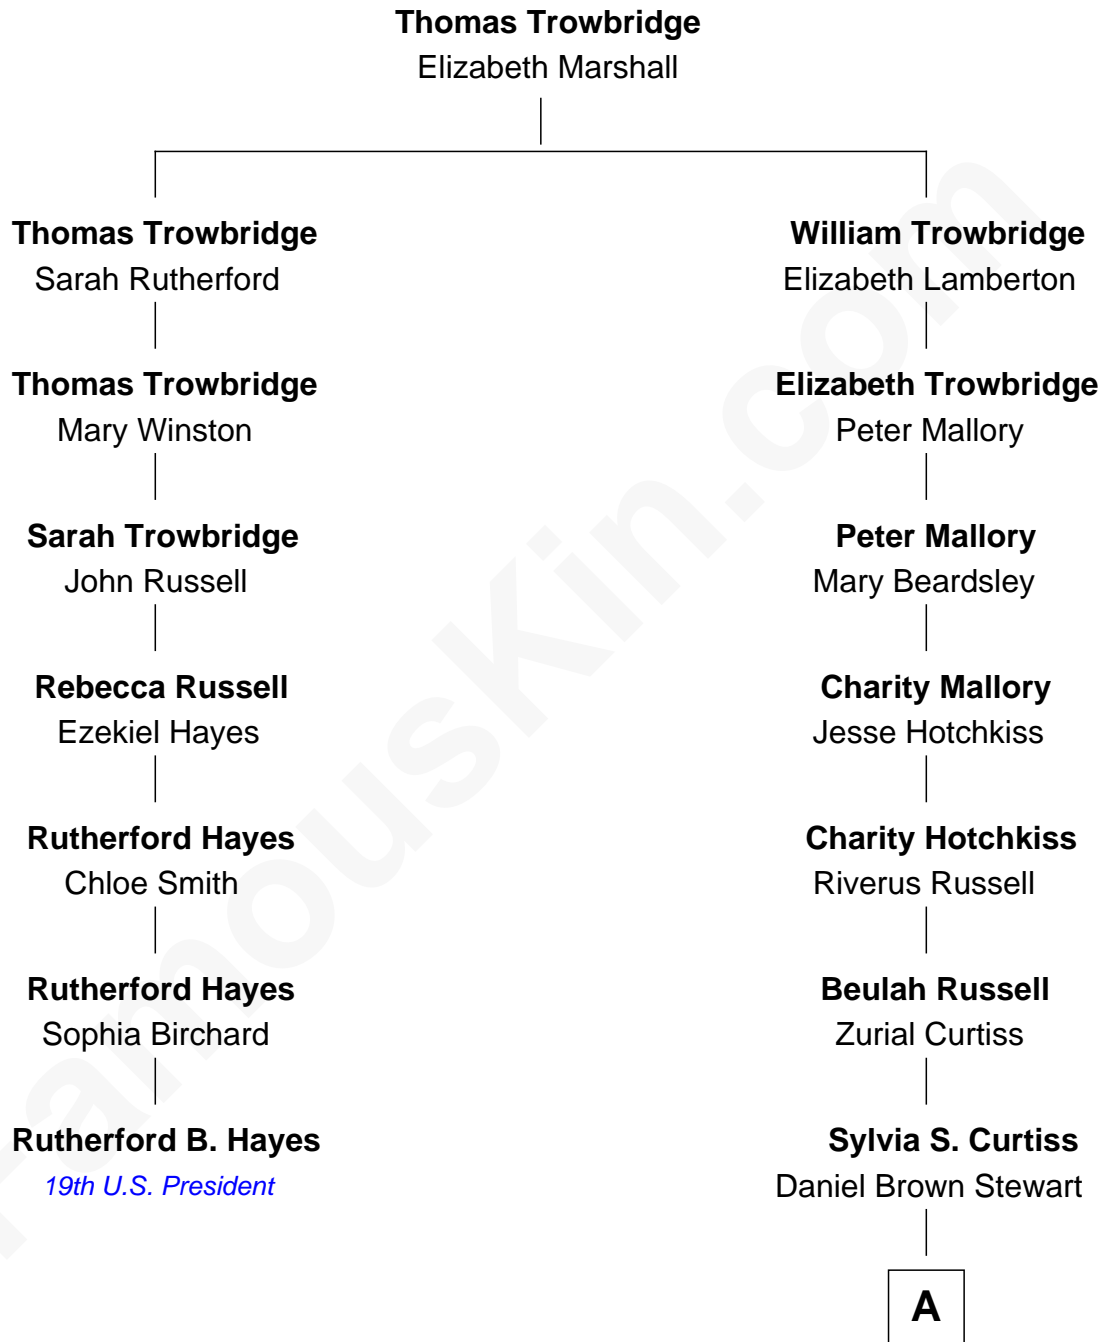 Thomas Trowbridge
Elizabeth Marshall
Thomas Trowbridge
Sarah Rutherford
William Trowbridge
Elizabeth Lamberton
Thomas Trowbridge
Mary Winston
Elizabeth Trowbridge
Peter Mallory
Sarah Trowbridge
John Russell
Peter Mallory
Mary Beardsley
Rebecca Russell
Ezekiel Hayes
Charity Mallory
Jesse Hotchkiss
Rutherford Hayes
Chloe Smith
Charity Hotchkiss
Riverus Russell
Rutherford Hayes
Sophia Birchard
Beulah Russell
Zurial Curtiss
Rutherford B. Hayes
19th U.S. President
Sylvia S. Curtiss
Daniel Brown Stewart
A
FamousKin.com